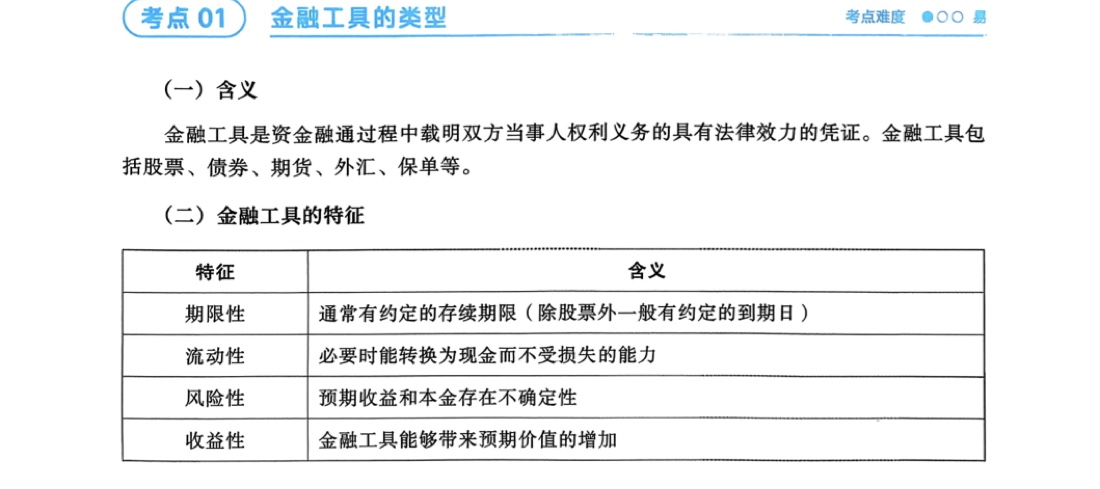 考点 01 金融工具的类型 考点难度 易
（一）含义
金融工具是资金融通过程中载明双方当事人权利义务的具有法律效力的凭证。金融工具包
括股票、债券、期货、外汇、保单等。
（二）金融工具的特征
特征 含义
期限性 通常有约定的存续期限（除股票外一般有约定的到期日）
流动性 必要时能转换为现金而不受损失的能力
风险性 预期收益和本金存在不确定性
收益性 金融工具能够带来预期价值的增加